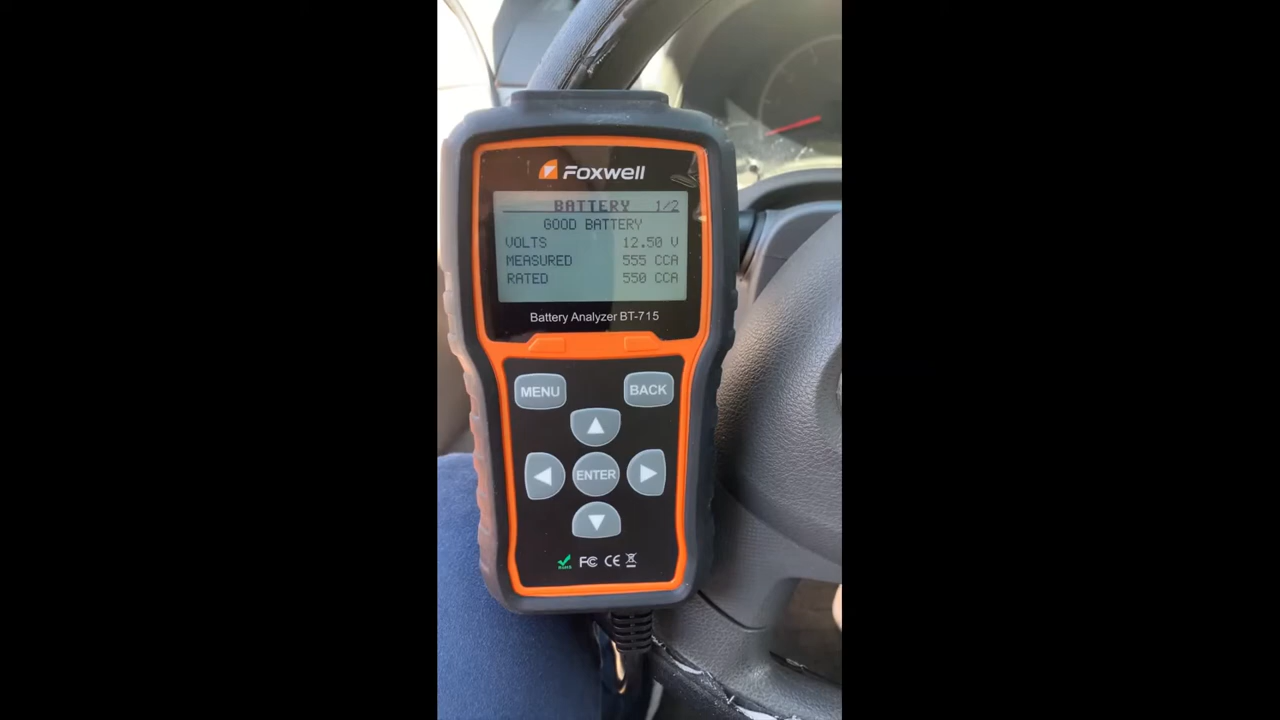 Foxwell
BATTERY 1/2
GOOD BATTERY
VOLTS 12.50 V
MEASURED 555 CCA
RATED 550 CCA
Battery Analyzer BT-715
MENU BACK
ENTER
FC CE